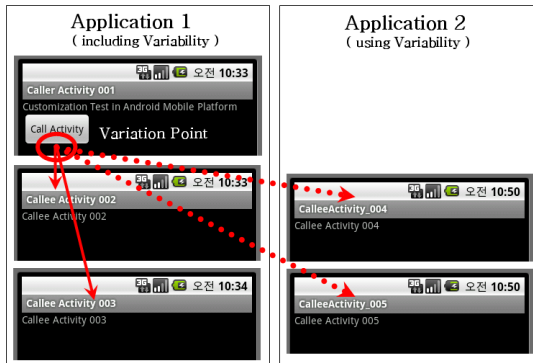 Application 1
( including Variability )
3G 오전 10:33
Caller Activity 001
Customization Test in Android Mobile Platform
Call Activity
Variation Point
3G 오전 10:33
Callee Activity 002
Callee Activity 002
3G 오전 10:34
Callee Activity 003
Callee Activity 003
Application 2
( using Variability )
3G 오전 10:50
CalleeActivity_004
Callee Activity 004
3G 오전 10:50
CalleeActivity_005
Callee Activity 005